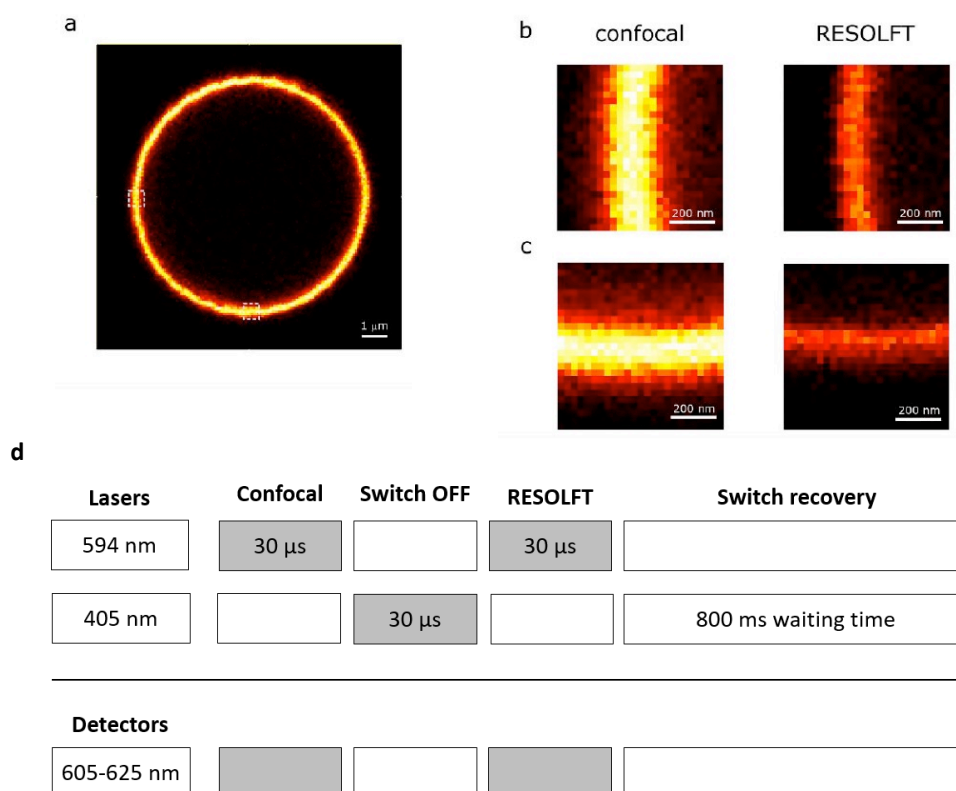 a
1 μm
b
confocal
RESOLFT
200 nm
200 nm
c
200 nm
200 nm
d
Lasers
Confocal
Switch OFF
RESOLFT
Switch recovery
594 nm
30 μs
30 μs
405 nm
30 μs
800 ms waiting time
Detectors
605-625 nm